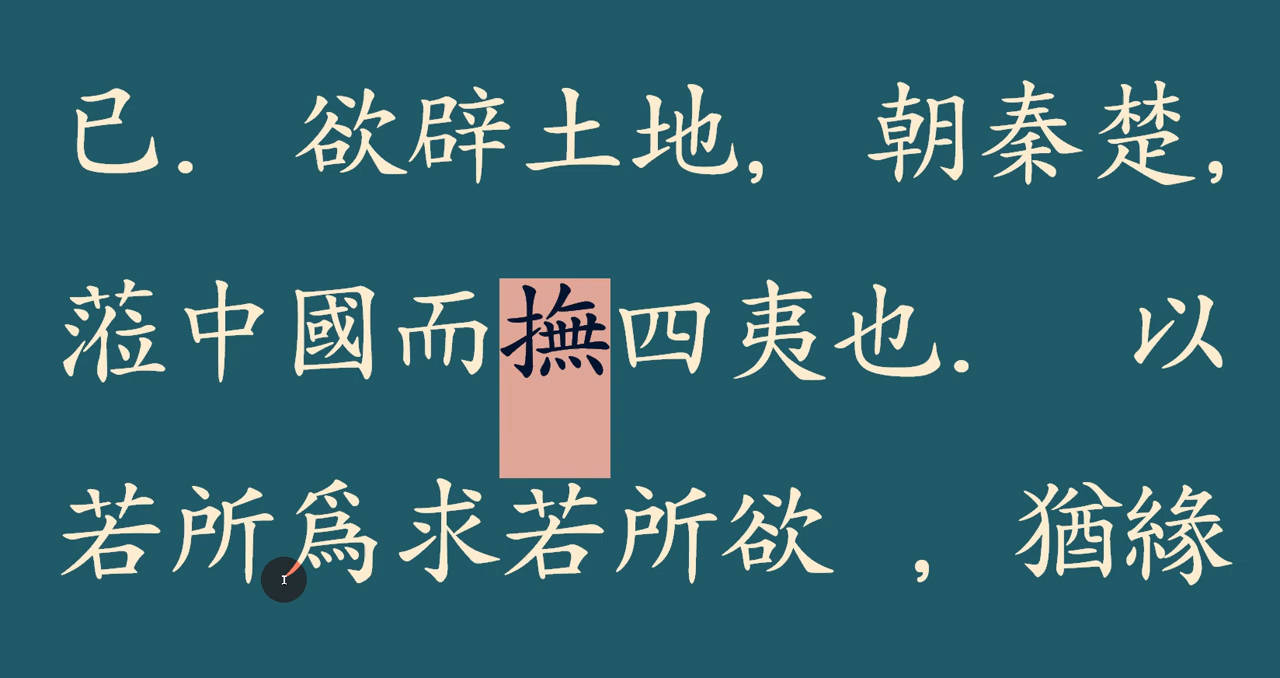 已. 欲辟土地, 朝秦楚,
蒞中國而撫四夷也. 以
若所爲求若所欲 , 猶緣